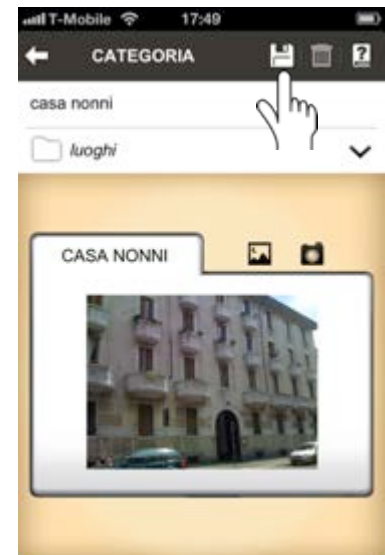 T-Mobile 17:49
CATEGORIA
casa nonni
luoghi
CASA NONNI